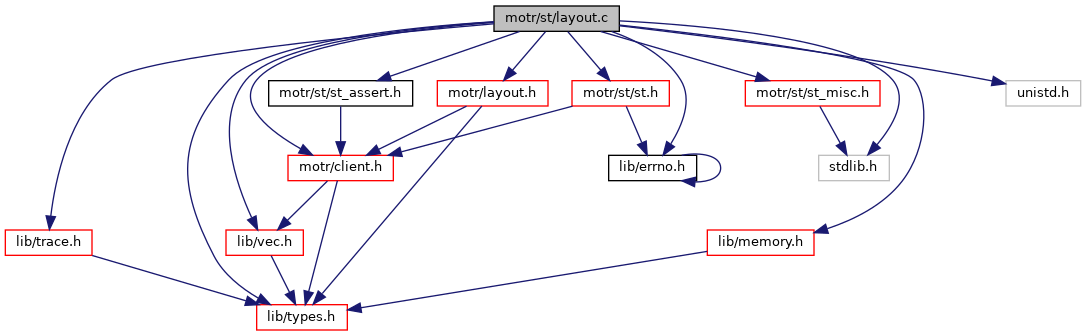 motr/st/layout.c
motr/st/st_assert.h
motr/layout.h
motr/st/st.h
motr/st/st_misc.h
unistd.h
motr/client.h
lib/errno.h
stdlib.h
lib/trace.h
lib/vec.h
lib/memory.h
lib/types.h